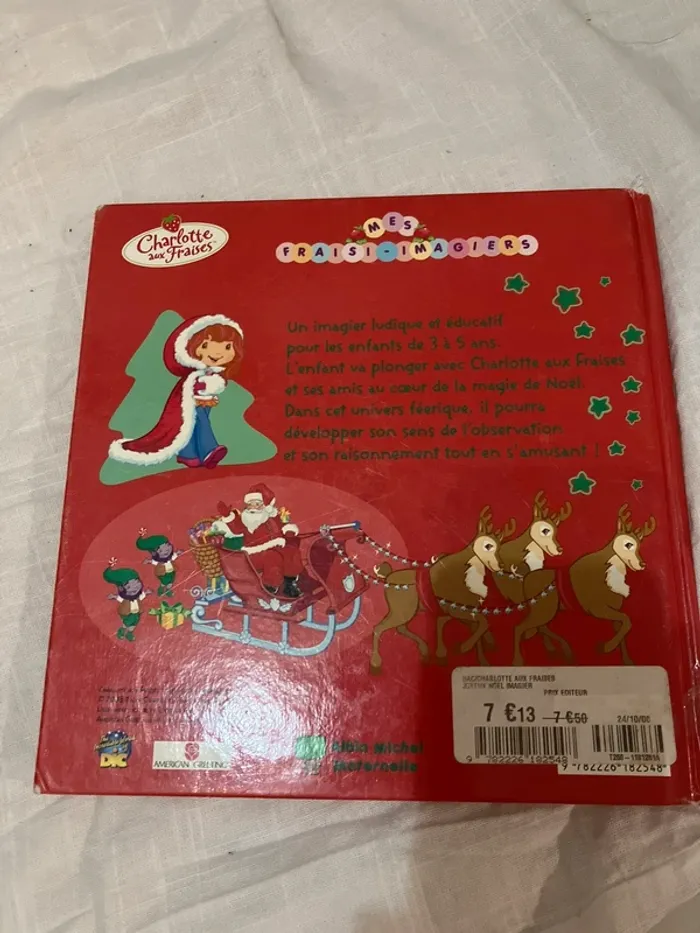 Charlotte
aux Fraises
MES
FRAISI-IMAGIERS
Un imagier ludique et éducatif
pour les enfants de 3 à 5 ans.
L'enfant va plonger avec Charlotte aux Fraises
et ses amis au cœur de la magie de Noël.
Dans cet univers féerique, il pourra
développer son sens de l'observation
et son raisonnement tout en s'amusant !
CHARLOTTE AUX FRAISES
NOEL IMAGIER
PRIX EDITEUR
7 €13 7 €50 24/10/06
9 782226 182548
9 782226 182548
DIC
AMERICAN GREETINGS
Albin Michel
Maternelle